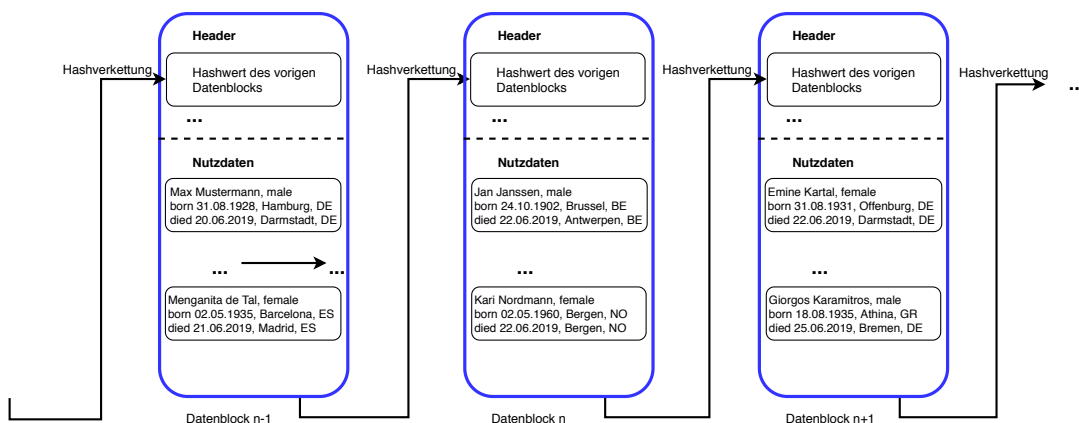 Hashverkettung
Header
Hashwert des vorigen
Datenblocks
...
Nutzdaten
Max Mustermann, male
born 31.08.1928, Hamburg, DE
died 20.06.2019, Darmstadt, DE
... ...
Menganita de Tal, female
born 02.05.1935, Barcelona, ES
died 21.06.2019, Madrid, ES
Datenblock n-1
Hashverkettung
Header
Hashwert des vorigen
Datenblocks
...
Nutzdaten
Jan Janssen, male
born 24.10.1902, Brussel, BE
died 22.06.2019, Antwerpen, BE
...
Kari Nordmann, female
born 02.05.1960, Bergen, NO
died 22.06.2019, Bergen, NO
Datenblock n
Hashverkettung
Header
Hashwert des vorigen
Datenblocks
...
Nutzdaten
Emine Kartal, female
born 31.08.1931, Offenburg, DE
died 22.06.2019, Darmstadt, DE
...
Giorgos Karamitros, male
born 18.08.1935, Athina, GR
died 25.06.2019, Bremen, DE
Datenblock n+1
Hashverkettung
..